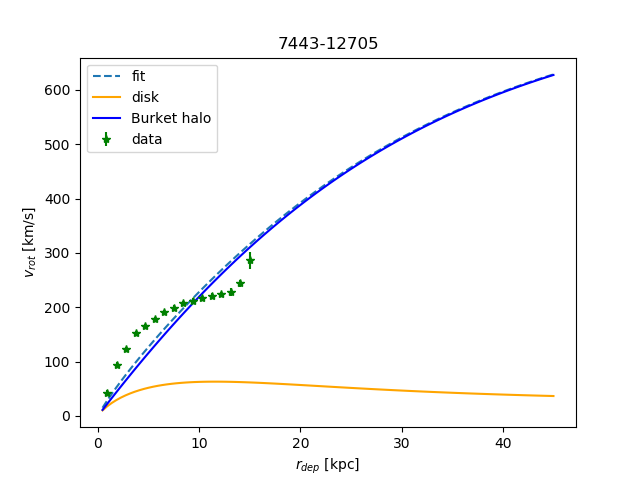 7443-12705
fit
disk
Burket halo
data
600
500
400
300
200
100
0
v_rot [km/s]
0 10 20 30 40
r_dep [kpc]